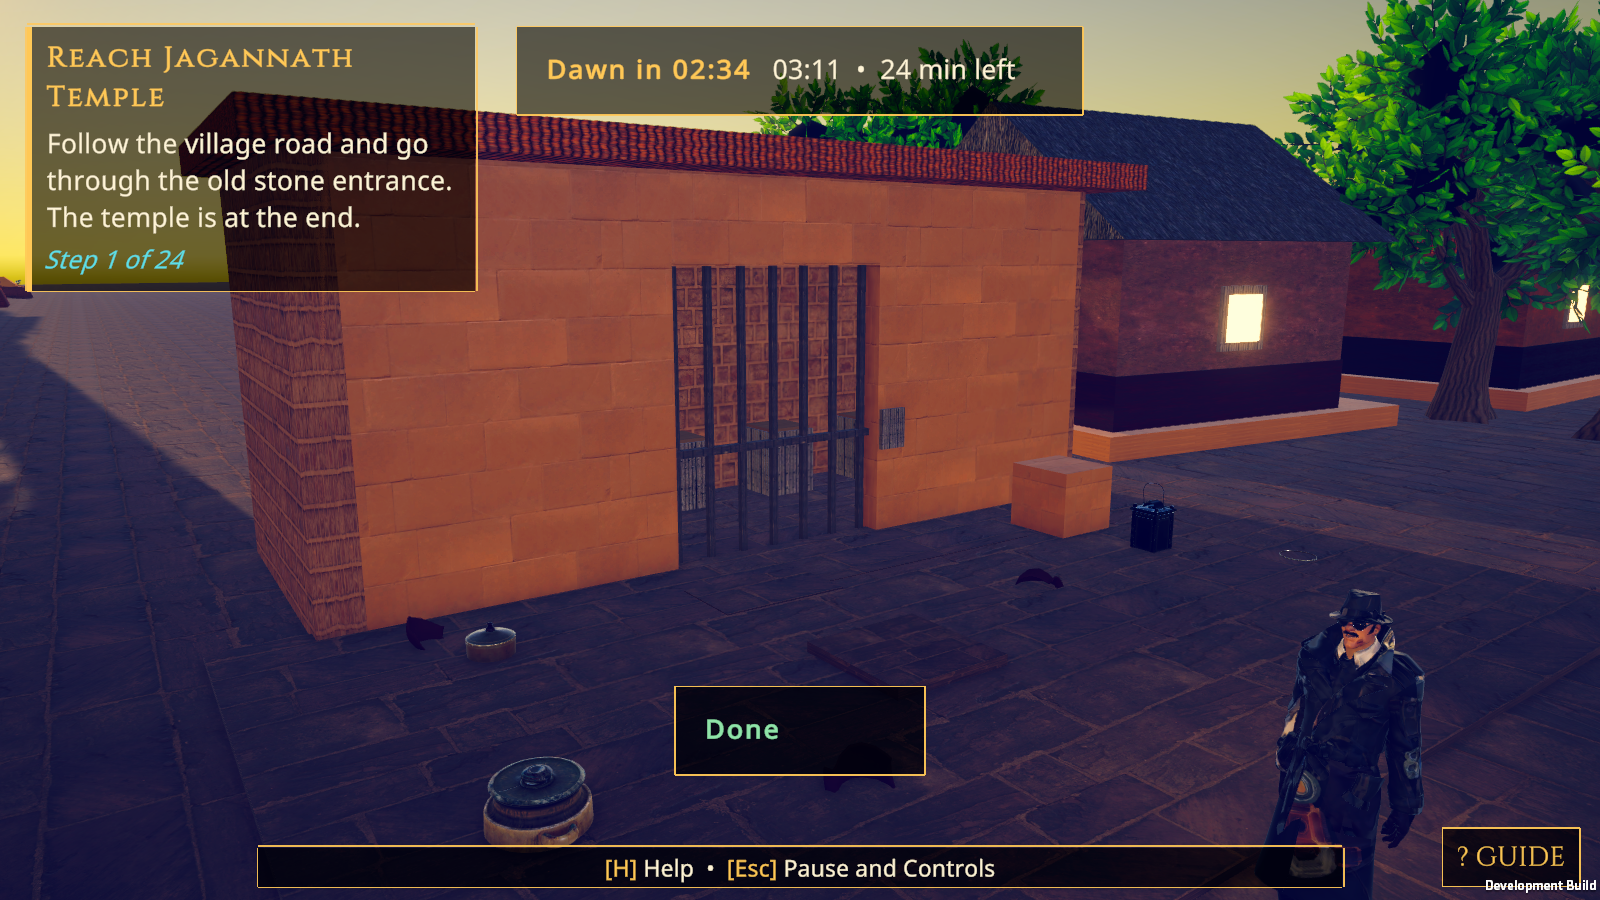 REACH JAGANNATH
TEMPLE
Follow the village road and go
through the old stone entrance.
The temple is at the end.
Step 1 of 24
Dawn in 02:34 03:11 • 24 min left
Done
[H] Help • [Esc] Pause and Controls
? GUIDE
Development Build